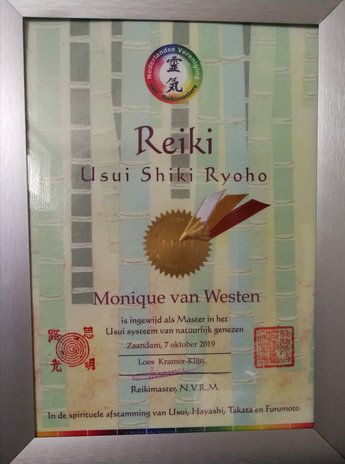 Nederlandse Vereniging
靈
氣
Reikimasters
Reiki
Usui Shiki Ryoho
Monique van Westen
is ingewijd als Master in het
Usui systeem van natuurlijk genezen
Zaandam, 7 oktober 2019
Loes Kramer-Klijn
Reikimaster, N.V.R.M.
In de spirituele afstamming van Usui, Hayashi, Takata en Furumoto